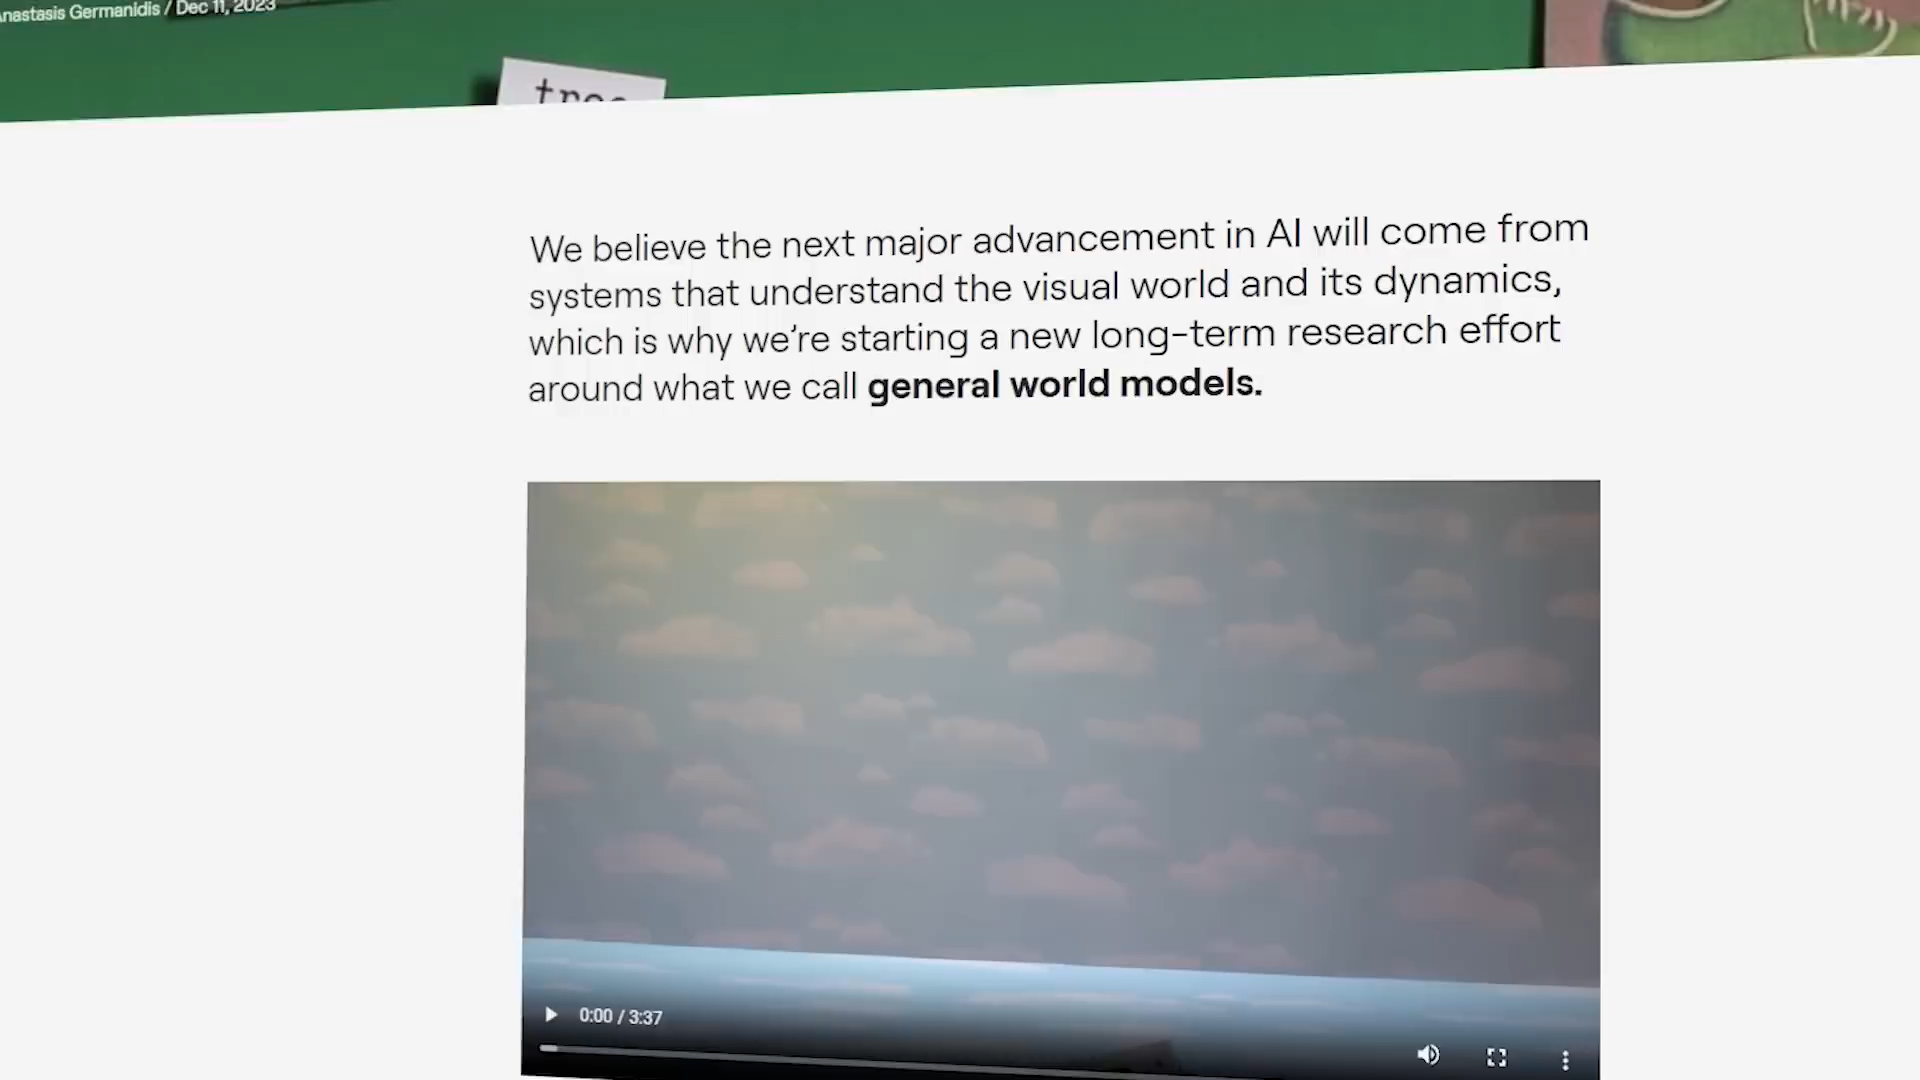 Anastasis Germanidis / Dec 11, 2023
tree
We believe the next major advancement in AI will come from
systems that understand the visual world and its dynamics,
which is why we're starting a new long-term research effort
around what we call general world models.
0:00 / 3:37